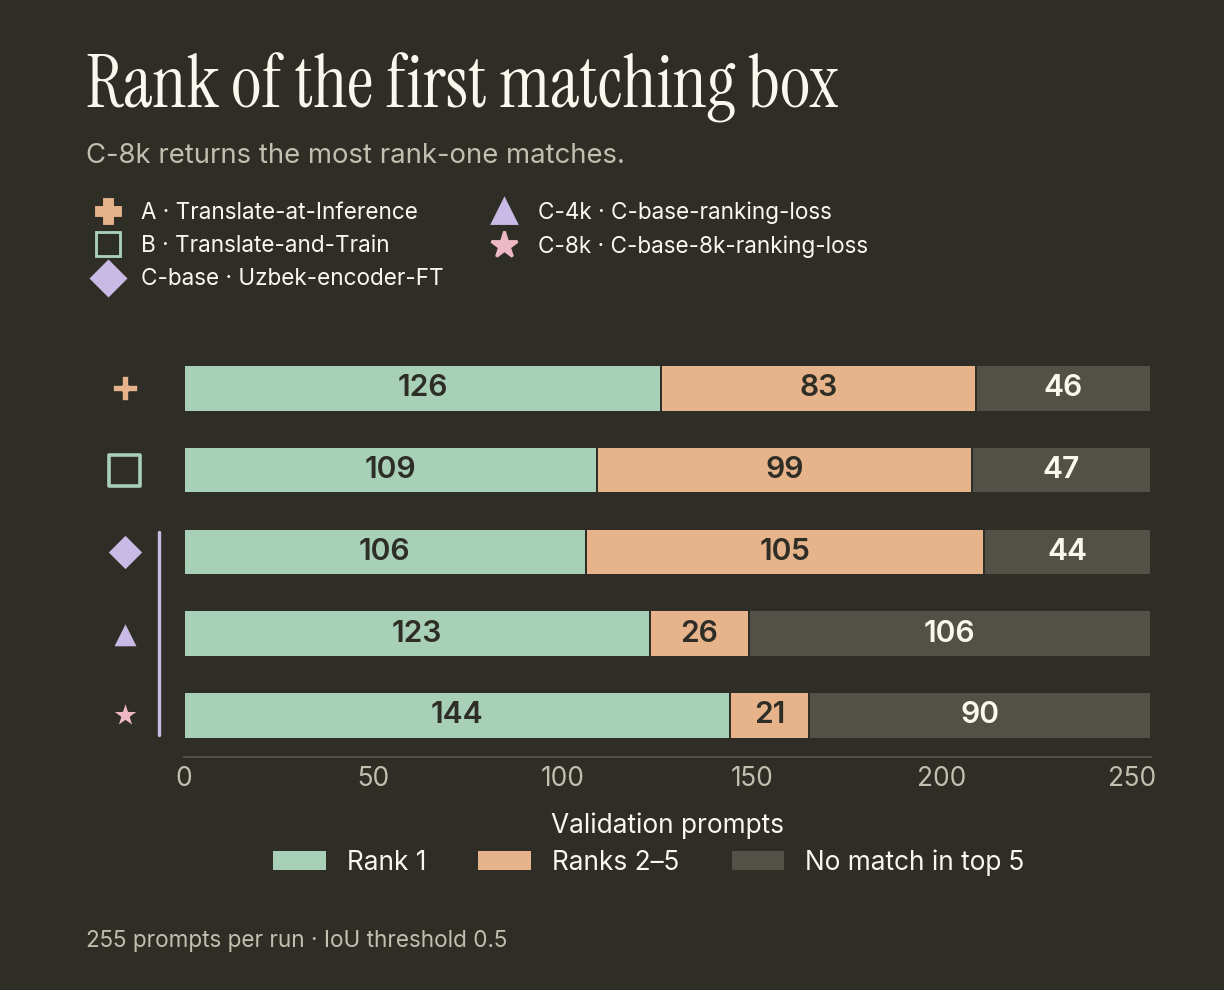 Rank of the first matching box
C-8k returns the most rank-one matches.
A · Translate-at-Inference
B · Translate-and-Train
C-base · Uzbek-encoder-FT
C-4k · C-base-ranking-loss
C-8k · C-base-8k-ranking-loss
126 83 46
109 99 47
106 105 44
123 26 106
144 21 90
0 50 100 150 200 250
Validation prompts
Rank 1 Ranks 2–5 No match in top 5
255 prompts per run · IoU threshold 0.5